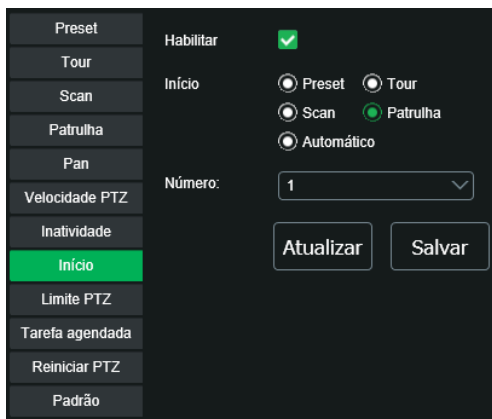 Preset
Tour
Scan
Patrulha
Pan
Velocidade PTZ
Inatividade
Início
Limite PTZ
Tarefa agendada
Reiniciar PTZ
Padrão
Habilitar
Início
Preset Tour
Scan Patrulha
Automático
Número: 1
Atualizar Salvar